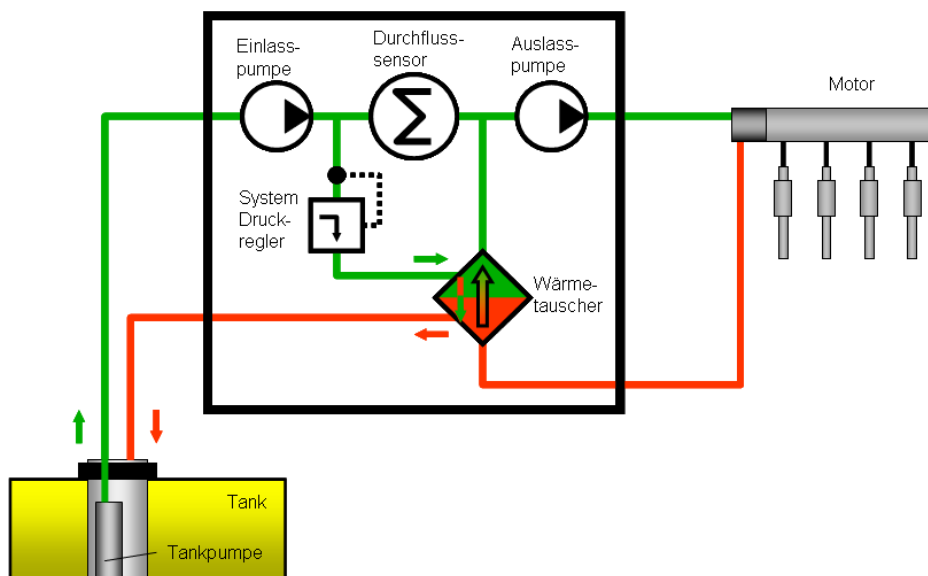 Einlass-
pumpe
Durchfluss-
sensor
Auslass-
pumpe
Motor
System
Druck-
regler
Wärme-
tauscher
Tank
Tankpumpe